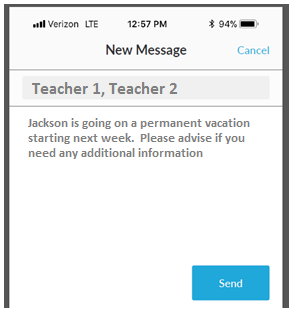 Verizon LTE 12:57 PM 94%
New Message Cancel
Teacher 1, Teacher 2
Jackson is going on a permanent vacation
starting next week. Please advise if you
need any additional information
Send